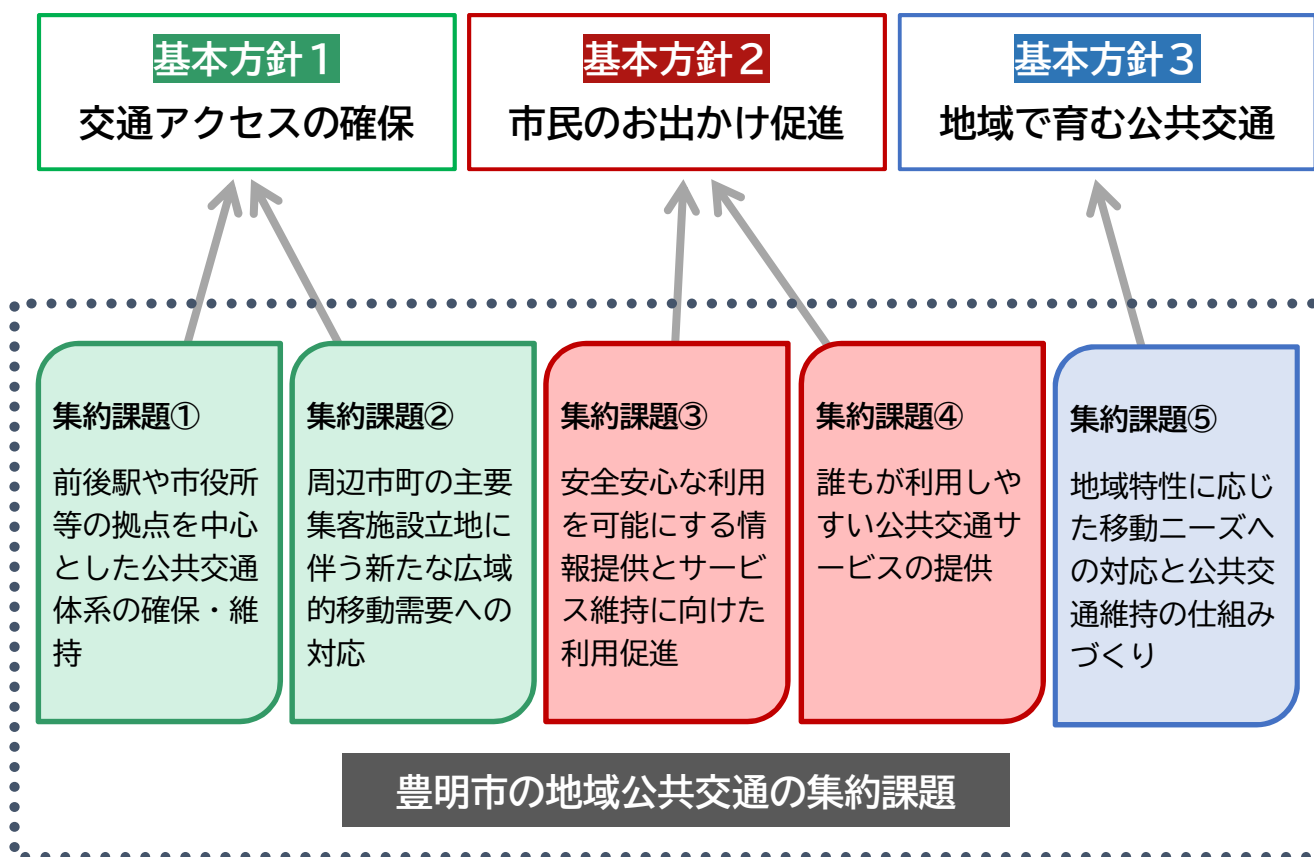 基本方針１
交通アクセスの確保
基本方針２
市民のお出かけ促進
基本方針３
地域で育む公共交通
集約課題①
前後駅や市役所
等の拠点を中心
とした公共交通
体系の確保・維
持
集約課題②
周辺市町の主要
集客施設立地に
伴う新たな広域
的移動需要への
対応
集約課題③
安全安心な利用
を可能にする情
報提供とサービ
ス維持に向けた
利用促進
集約課題④
誰もが利用しや
すい公共交通サ
ービスの提供
集約課題⑤
地域特性に応じ
た移動ニーズへ
の対応と公共交
通維持の仕組み
づくり
豊明市の地域公共交通の集約課題